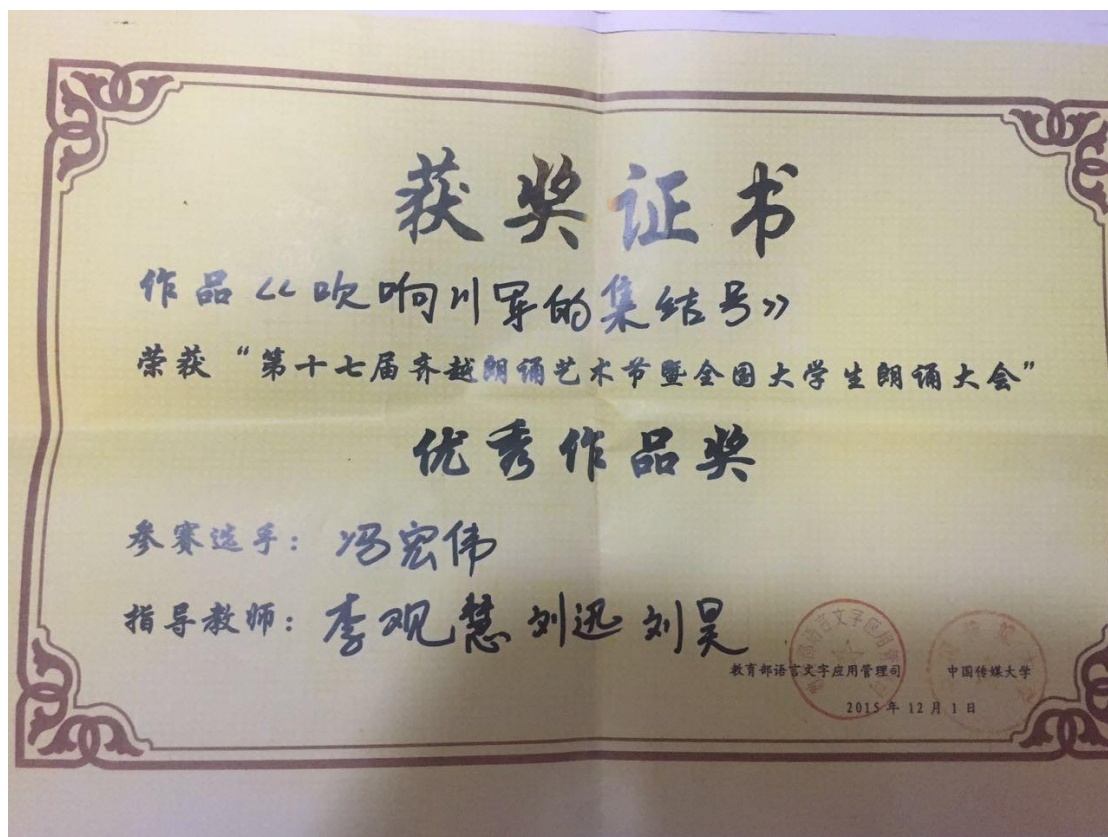 获奖证书
作品《吹响川军的集结号》
荣获“第十七届齐越朗诵艺术节暨全国大学生朗诵大会”
优秀作品奖
参赛选手：冯宏伟
指导教师：李观慧 刘迅 刘昊
教育部语言文字应用管理司 中国传媒大学
2015年12月1日